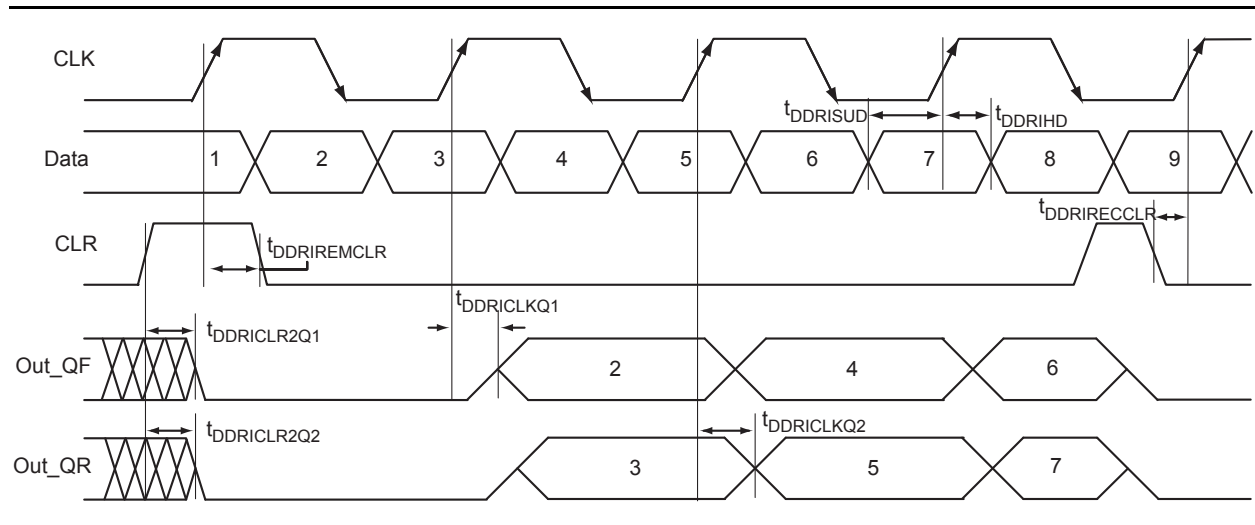 CLK
tDDRISUD
tDDRIHD
Data
1 2 3 4 5 6 7 8 9
tDDRIRECCLR
CLR
tDDRIREMCLR
tDDRICLKQ1
tDDRICLR2Q1
Out_QF
2 4 6
tDDRICLR2Q2
tDDRICLKQ2
Out_QR
3 5 7